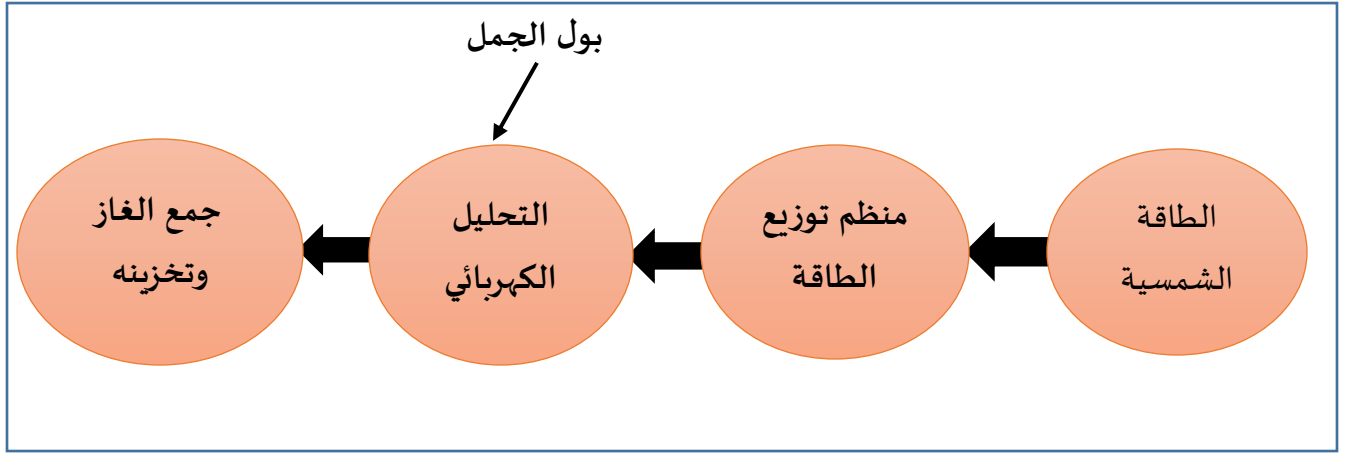 بول الجمل
الطاقة
الشمسية
منظم توزيع
الطاقة
التحليل
الكهربائي
جمع الغاز
وتخزينه